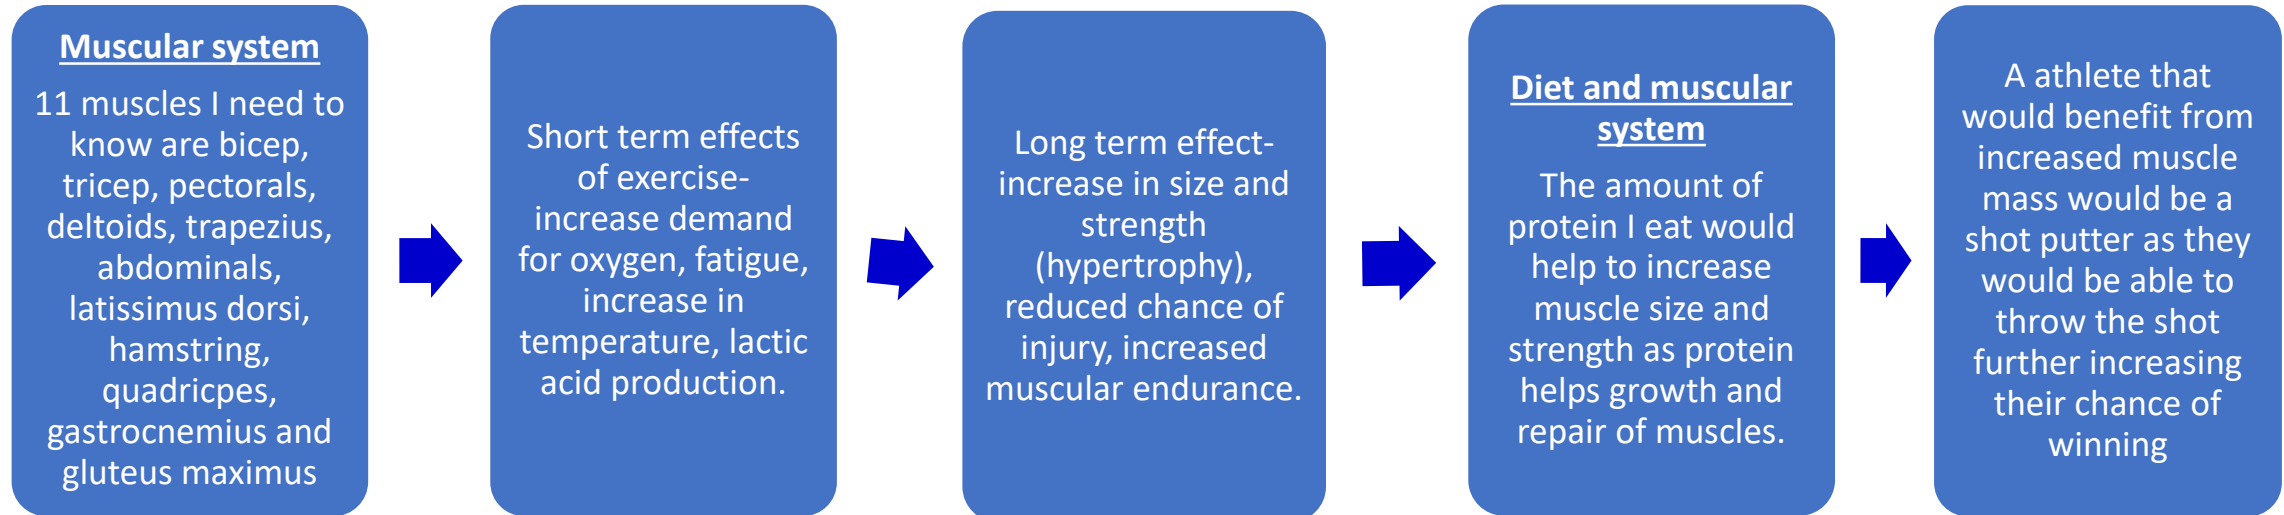 Muscular system
11 muscles I need to
know are bicep,
tricep, pectorals,
deltoids, trapezius,
abdominals,
latissimus dorsi,
hamstring,
quadricpes,
gastrocnemius and
gluteus maximus
Short term effects
of exercise-
increase demand
for oxygen, fatigue,
increase in
temperature, lactic
acid production.
Long term effect-
increase in size and
strength
(hypertrophy),
reduced chance of
injury, increased
muscular endurance.
Diet and muscular
system
The amount of
protein I eat would
help to increase
muscle size and
strength as protein
helps growth and
repair of muscles.
A athlete that
would benefit from
increased muscle
mass would be a
shot putter as they
would be able to
throw the shot
further increasing
their chance of
winning